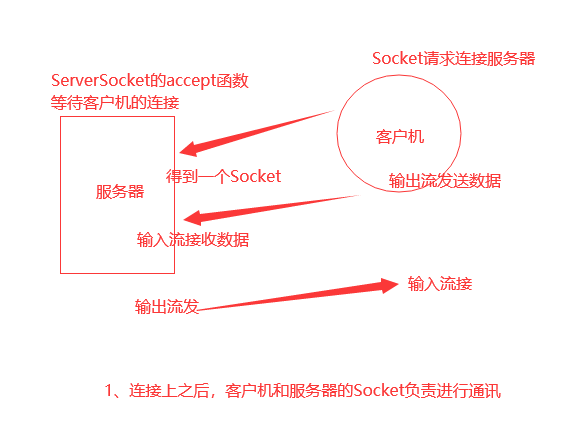 Socket请求连接服务器
ServerSocket的accept函数
等待客户机的连接
客户机
得到一个Socket
输出流发送数据
服务器
输入流接收数据
输入流接
输出流发
1、连接上之后，客户机和服务器的Socket负责进行通讯